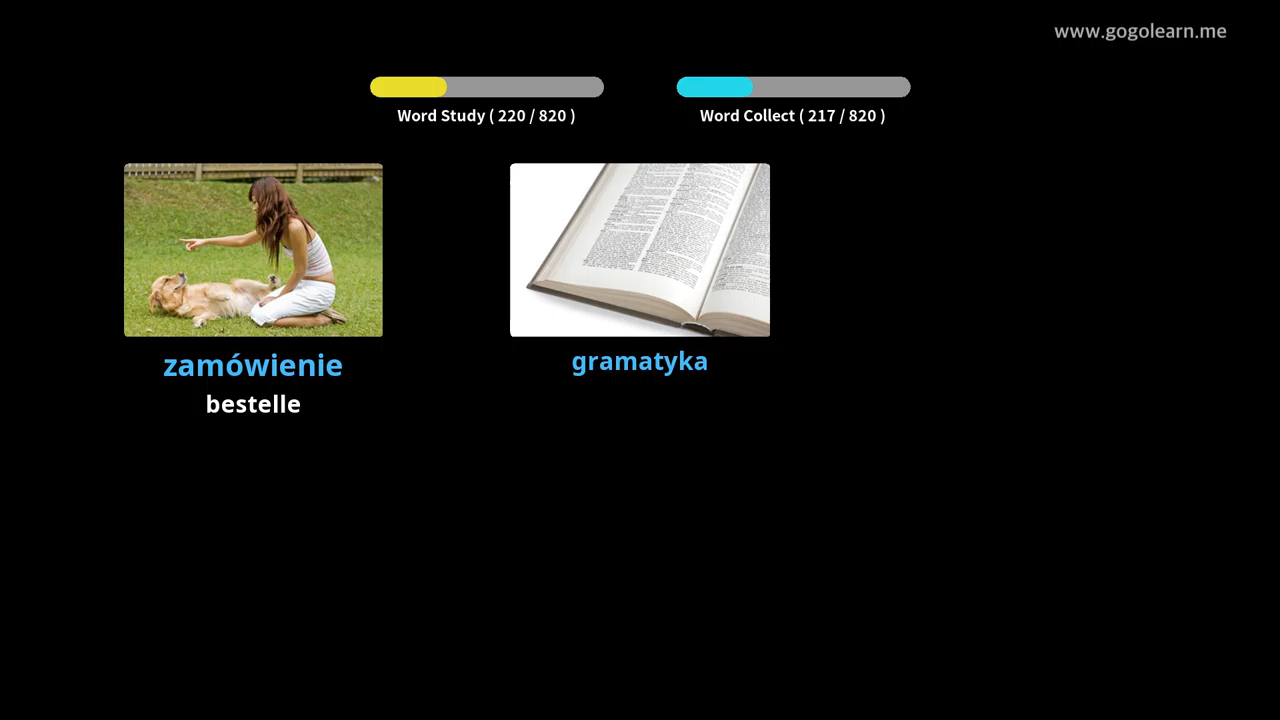 www.gogolearn.me
Word Study ( 220 / 820 )
Word Collect ( 217 / 820 )
zamówienie
bestelle
gramatyka